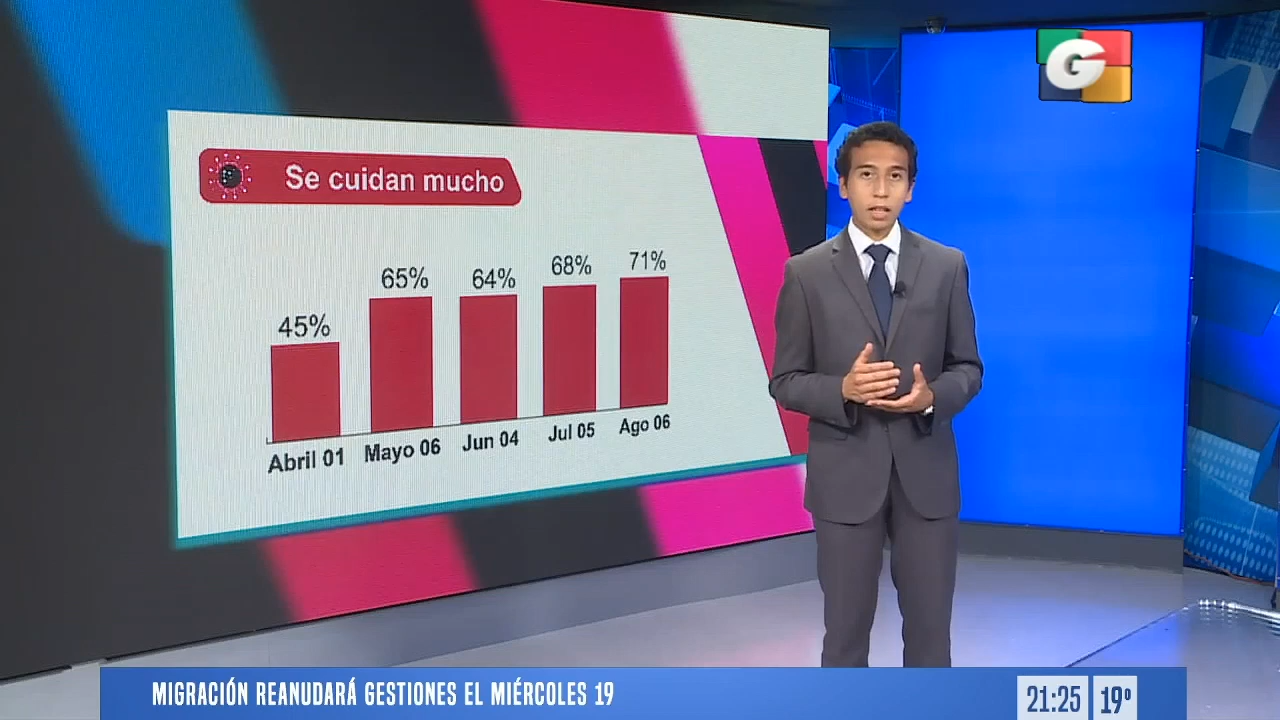 G
Se cuidan mucho
45%
65%
64%
68%
71%
Abril 01
Mayo 06
Jun 04
Jul 05
Ago 06
MIGRACIÓN REANUDARÁ GESTIONES EL MIÉRCOLES 19
21:25
19º